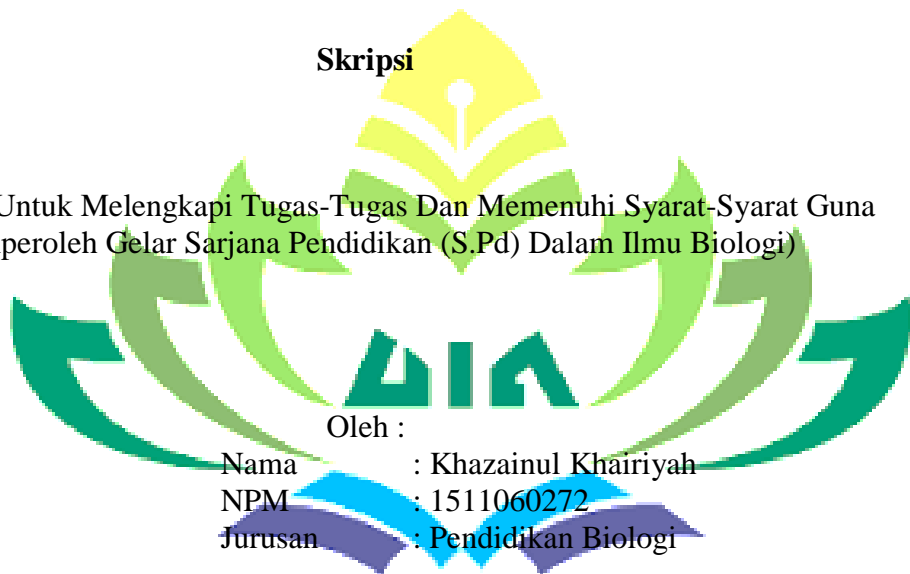 Skripsi
Untuk Melengkapi Tugas-Tugas Dan Memenuhi Syarat-Syarat Guna
peroleh Gelar Sarjana Pendidikan (S.Pd) Dalam Ilmu Biologi)
UIN
Oleh :
Nama : Khazainul Khairiyah
NPM : 1511060272
Jurusan : Pendidikan Biologi